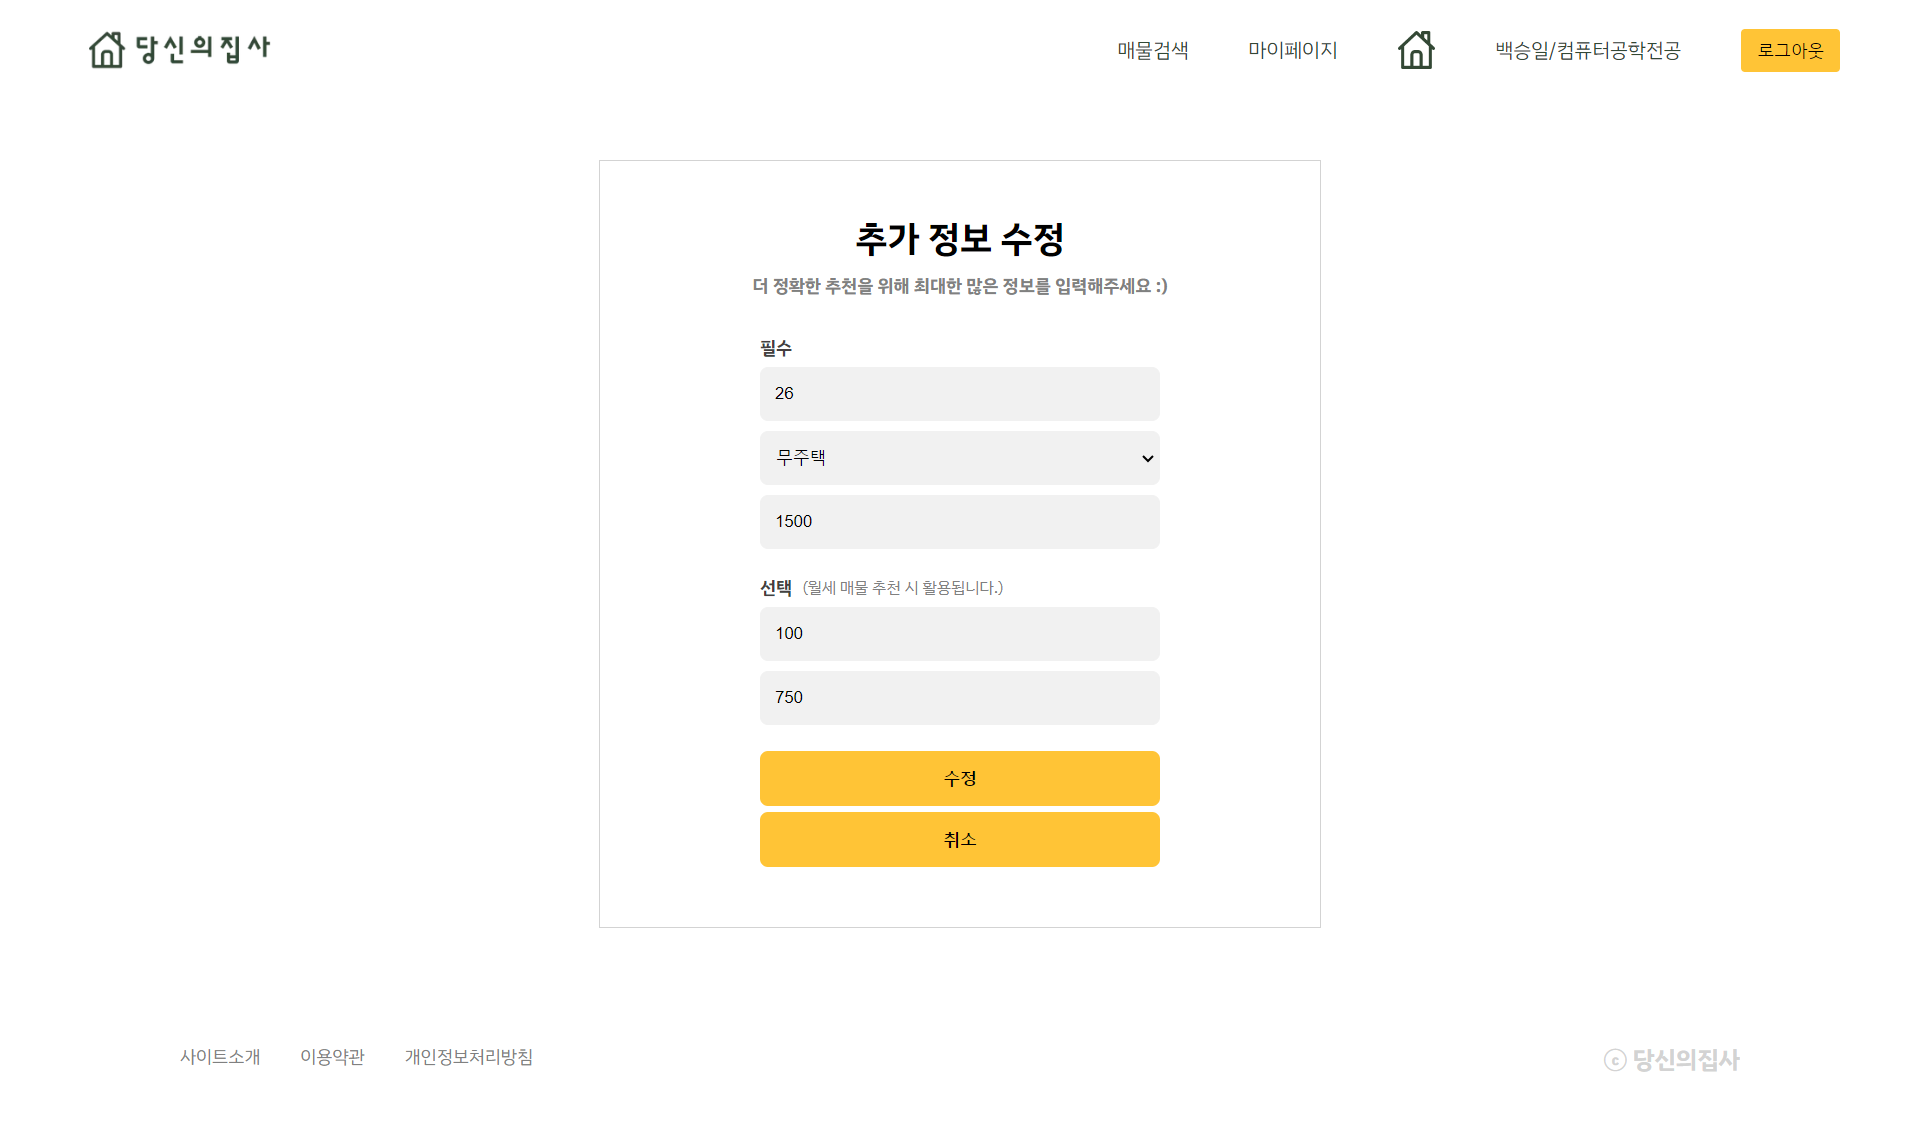 당신의집사
매물검색
마이페이지
백승일/컴퓨터공학전공
로그아웃
추가 정보 수정
더 정확한 추천을 위해 최대한 많은 정보를 입력해주세요 :)
필수
26
무주택
1500
선택 (월세 매물 추천 시 활용됩니다.)
100
750
수정
취소
사이트소개
이용약관
개인정보처리방침
ⓒ 당신의집사